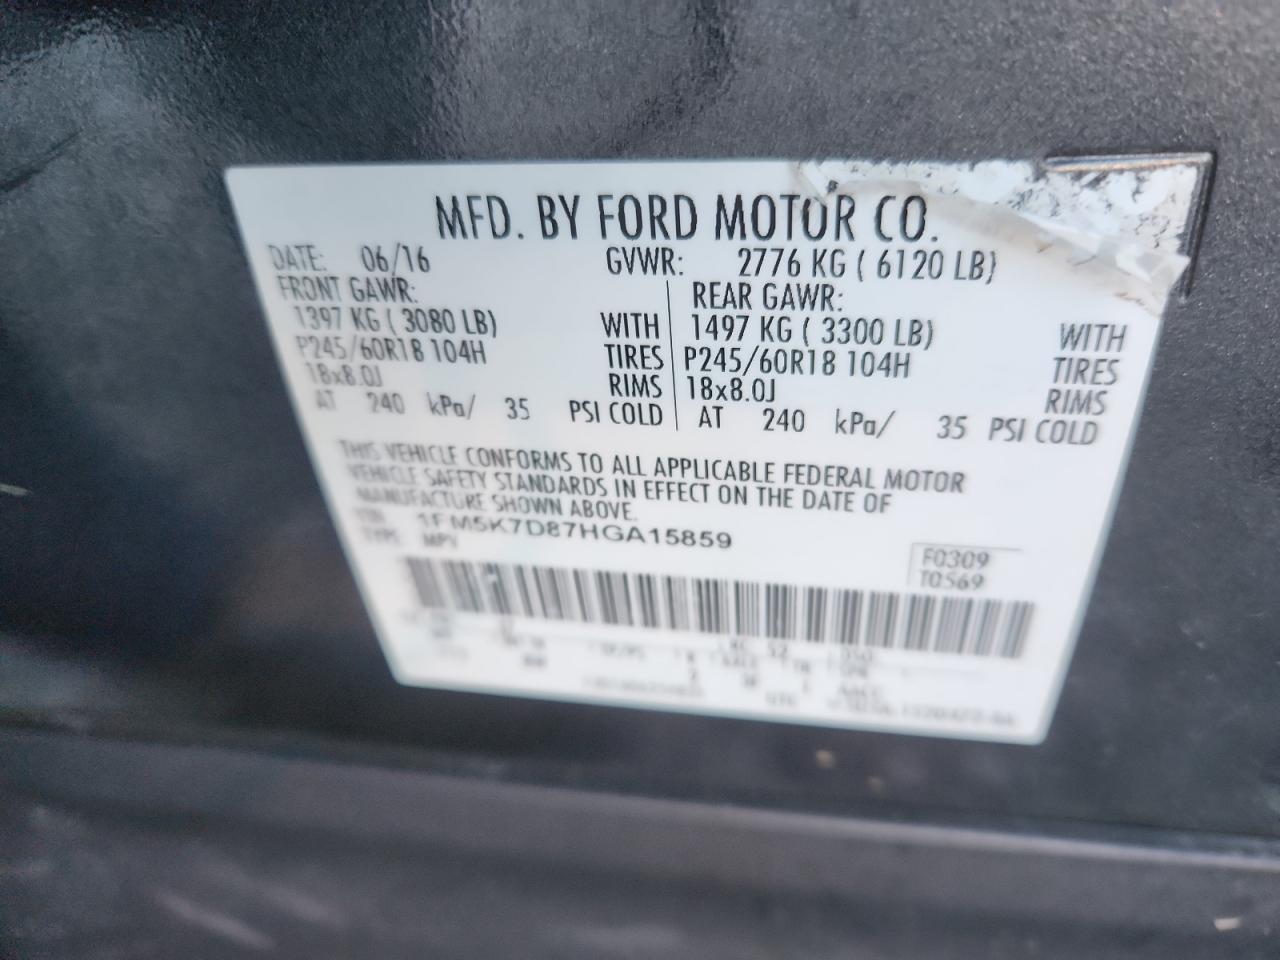 MFD. BY FORD MOTOR CO.
DATE: 06/16 GVWR: 2776 KG ( 6120 LB)
FRONT GAWR: REAR GAWR:
1397 KG ( 3080 LB) WITH 1497 KG ( 3300 LB) WITH
P245/60R18 104H TIRES P245/60R18 104H TIRES
18x8.0J RIMS 18x8.0J RIMS
AT 240 kPa/ 35 PSI COLD AT 240 kPa/ 35 PSI COLD
THIS VEHICLE CONFORMS TO ALL APPLICABLE FEDERAL MOTOR
VEHICLE SAFETY STANDARDS IN EFFECT ON THE DATE OF
MANUFACTURE SHOWN ABOVE.
VIN: 1FM5K7D87HGA15859
TYPE: MPV
F0309
T0569